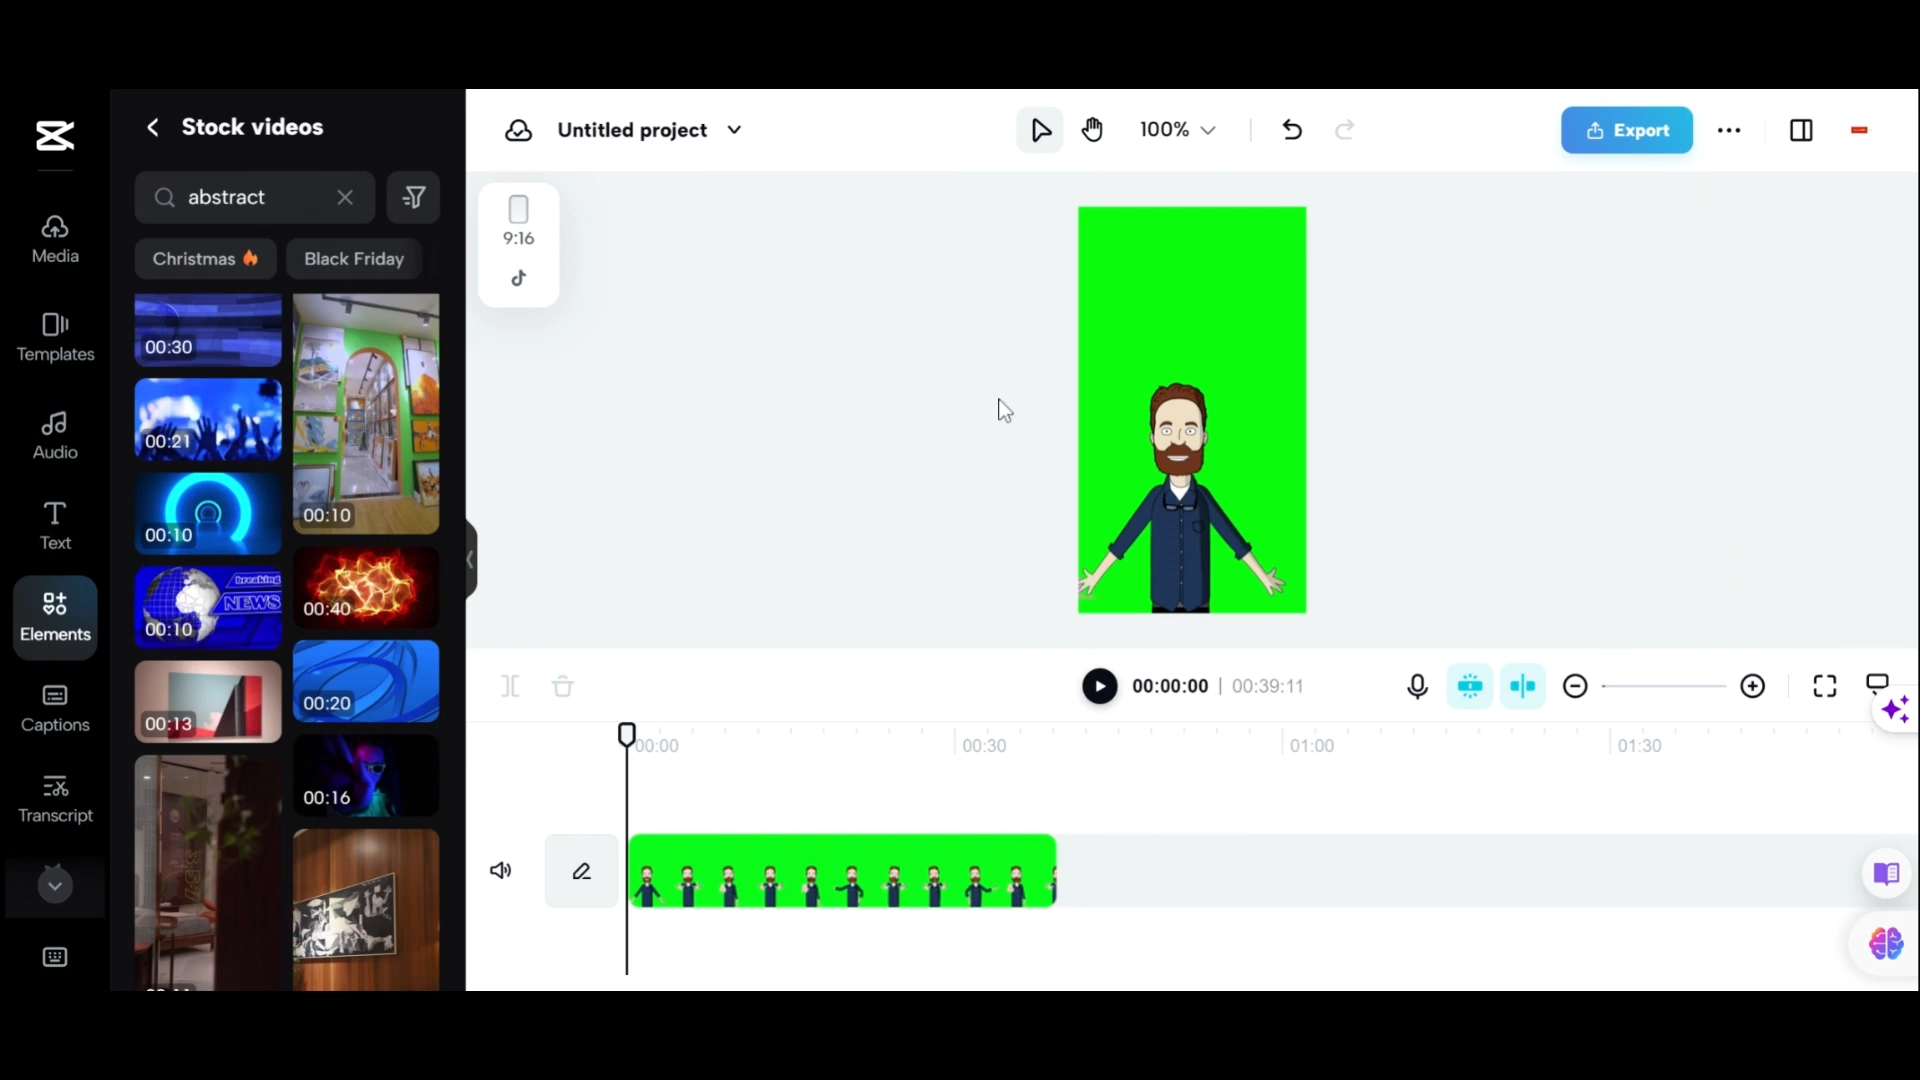 Stock videos
Untitled project
100%
Export
abstract
Media
9:16
Christmas
Black Friday
Templates
00:30
00:21
Audio
00:10
00:10
Text
00:40
breaking
NEWS
00:10
Elements
00:20
00:13
00:00:00 | 00:39:11
Captions
00:00
00:30
01:00
01:30
00:16
Transcript